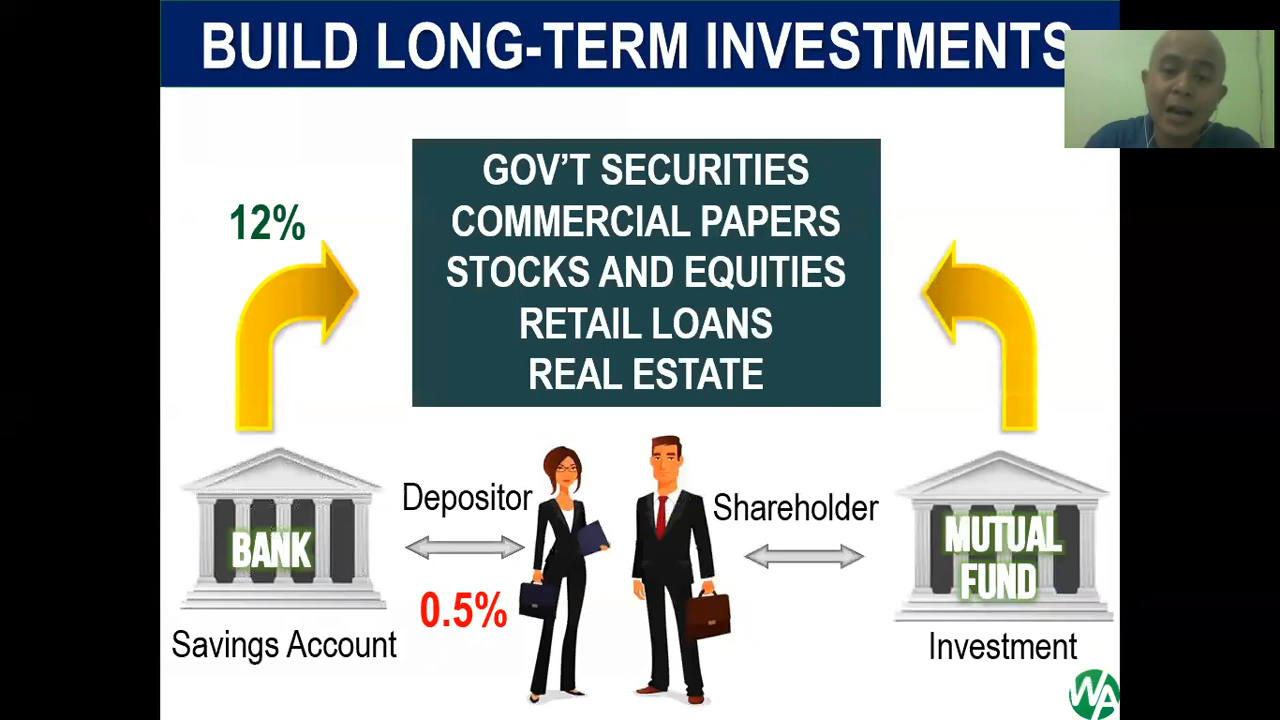 BUILD LONG-TERM INVESTMENTS
GOV'T SECURITIES
COMMERCIAL PAPERS
STOCKS AND EQUITIES
RETAIL LOANS
REAL ESTATE
12%
Depositor
Shareholder
BANK
MUTUAL
FUND
0.5%
Savings Account
Investment
WA